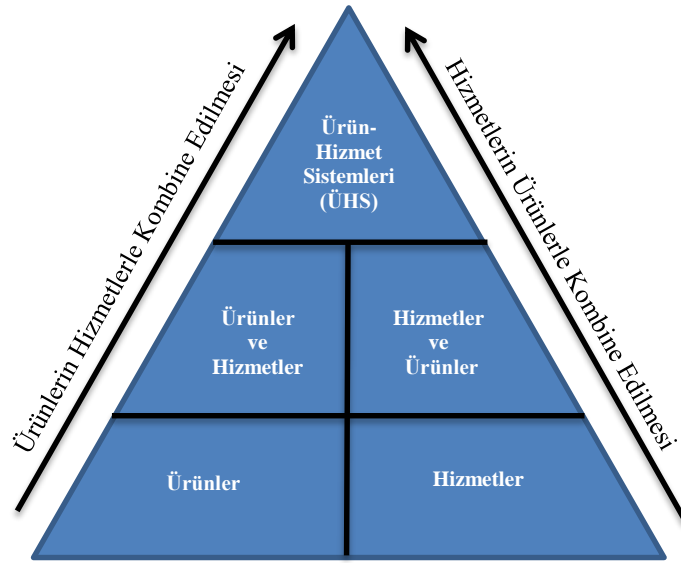 Ürünlerin Hizmetlerle Kombine Edilmesi
Hizmetlerin Ürünlerle Kombine Edilmesi
Ürün-
Hizmet
Sistemleri
(ÜHS)
Ürünler
ve
Hizmetler
Hizmetler
ve
Ürünler
Ürünler
Hizmetler